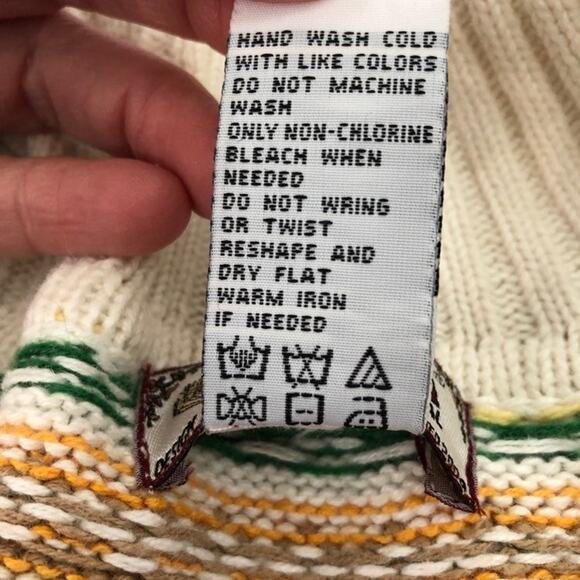 HAND WASH COLD
WITH LIKE COLORS
DO NOT MACHINE
WASH
ONLY NON-CHLORINE
BLEACH WHEN
NEEDED
DO NOT WRING
OR TWIST
RESHAPE AND
DRY FLAT
WARM IRON
IF NEEDED